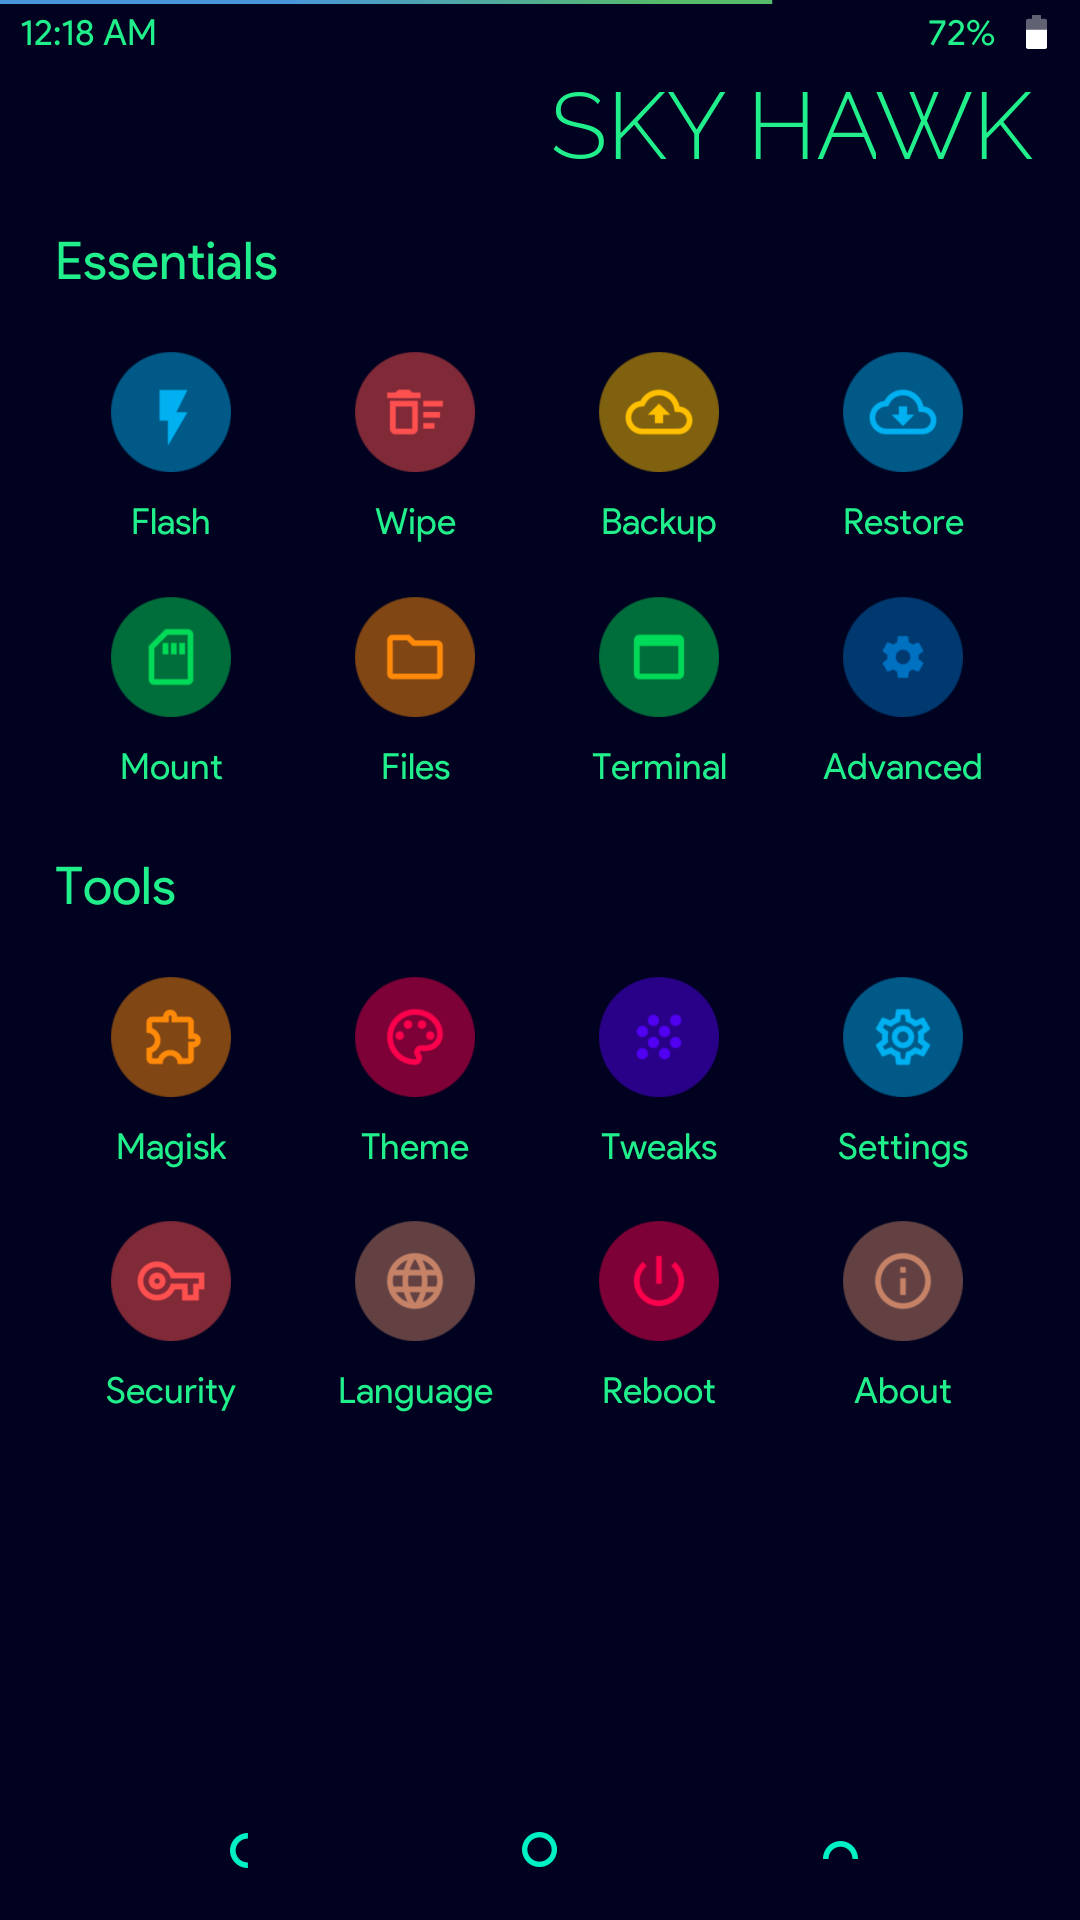 12:18 AM 72%
SKY HAWK
Essentials
Flash Wipe Backup Restore
Mount Files Terminal Advanced
Tools
Magisk Theme Tweaks Settings
Security Language Reboot About